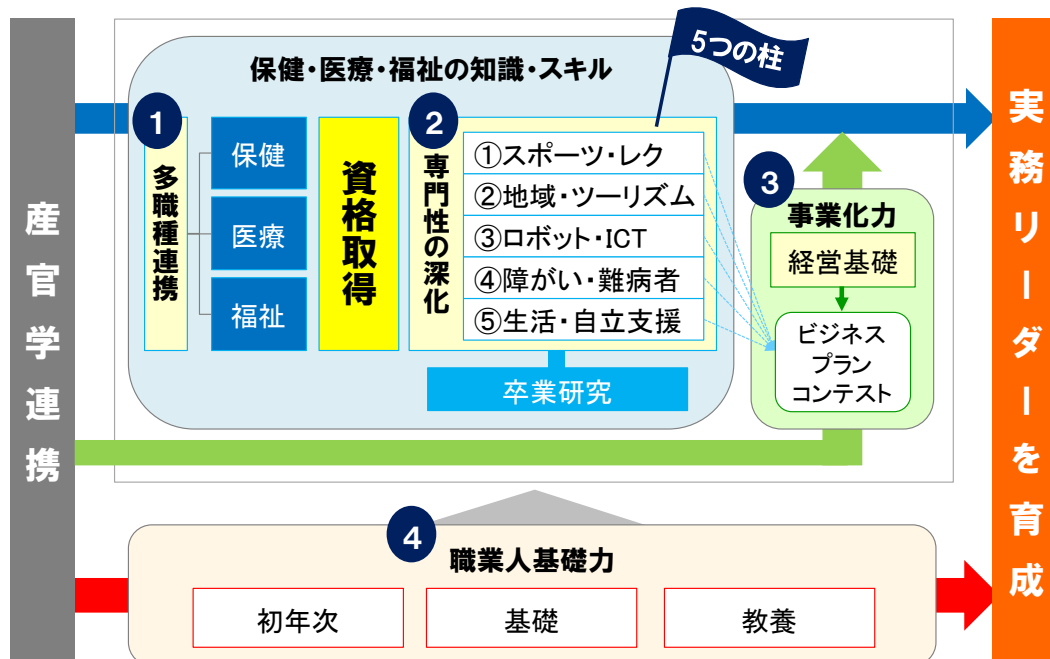 産官学連携
保健・医療・福祉の知識・スキル
5つの柱
1
多職種連携
保健
医療
福祉
資格取得
2
専門性の深化
①スポーツ・レク
②地域・ツーリズム
③ロボット・ICT
④障がい・難病者
⑤生活・自立支援
卒業研究
3
事業化力
経営基礎
ビジネス
プラン
コンテスト
4
職業人基礎力
初年次
基礎
教養
実務リーダーを育成